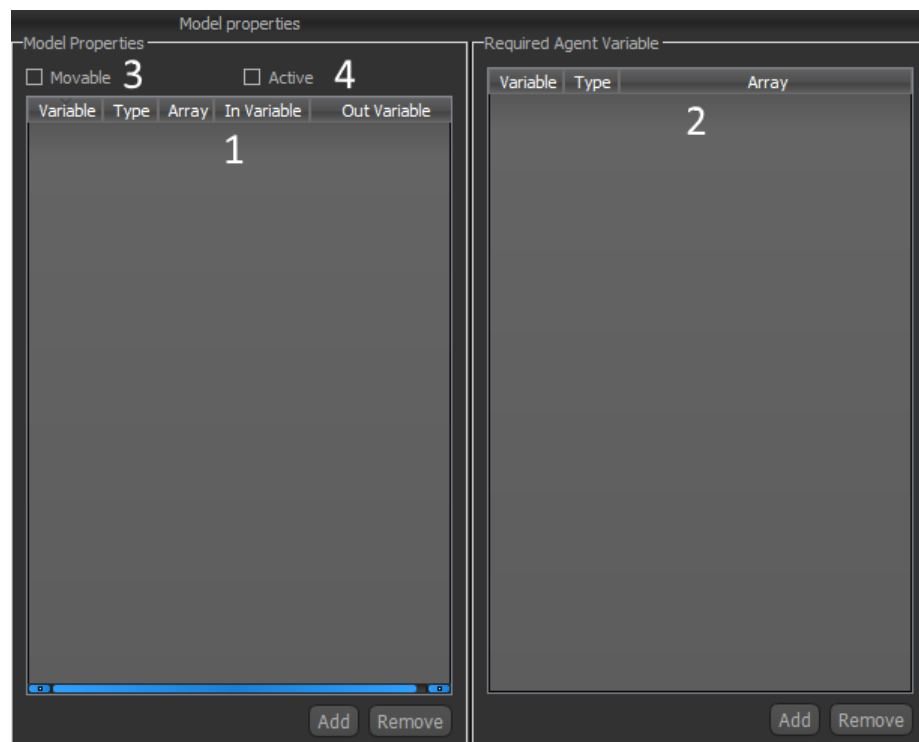 Model properties
Model Properties
Movable 3 Active 4
Variable Type Array In Variable Out Variable
1
Add Remove
Required Agent Variable
Variable Type Array
2
Add Remove